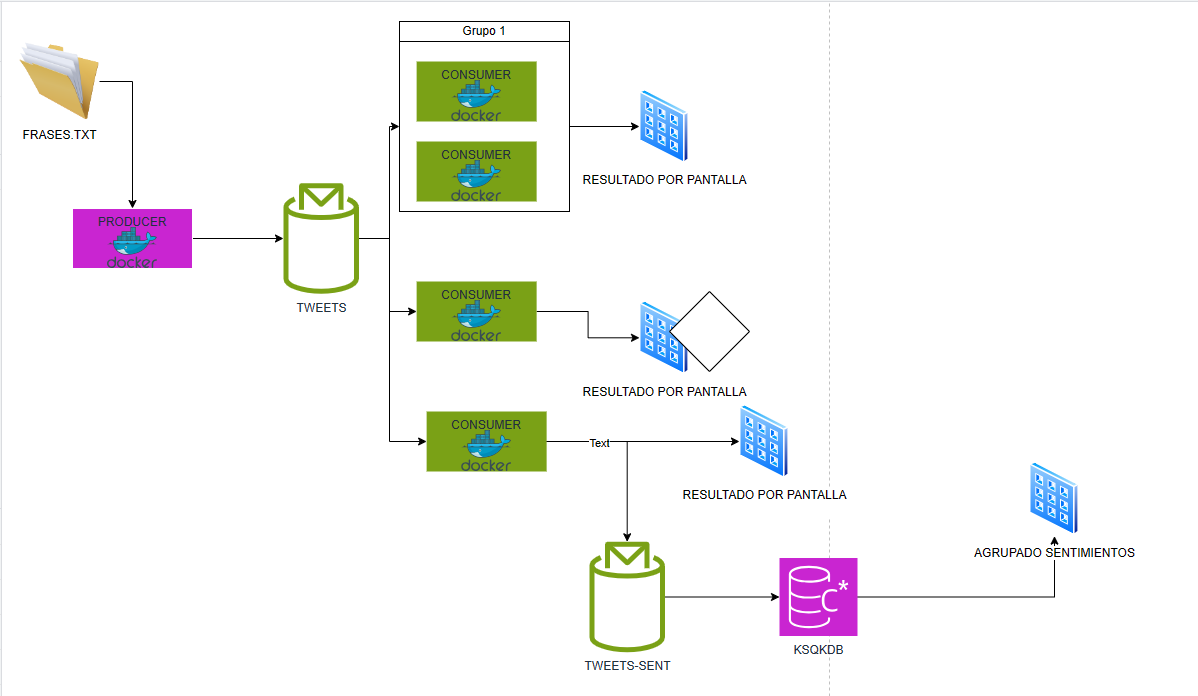 Grupo 1
CONSUMER
docker
CONSUMER
docker
FRASES.TXT
RESULTADO POR PANTALLA
PRODUCER
docker
TWEETS
CONSUMER
docker
RESULTADO POR PANTALLA
CONSUMER
docker
Text
RESULTADO POR PANTALLA
AGRUPADO SENTIMIENTOS
C*
TWEETS-SENT
KSQKDB